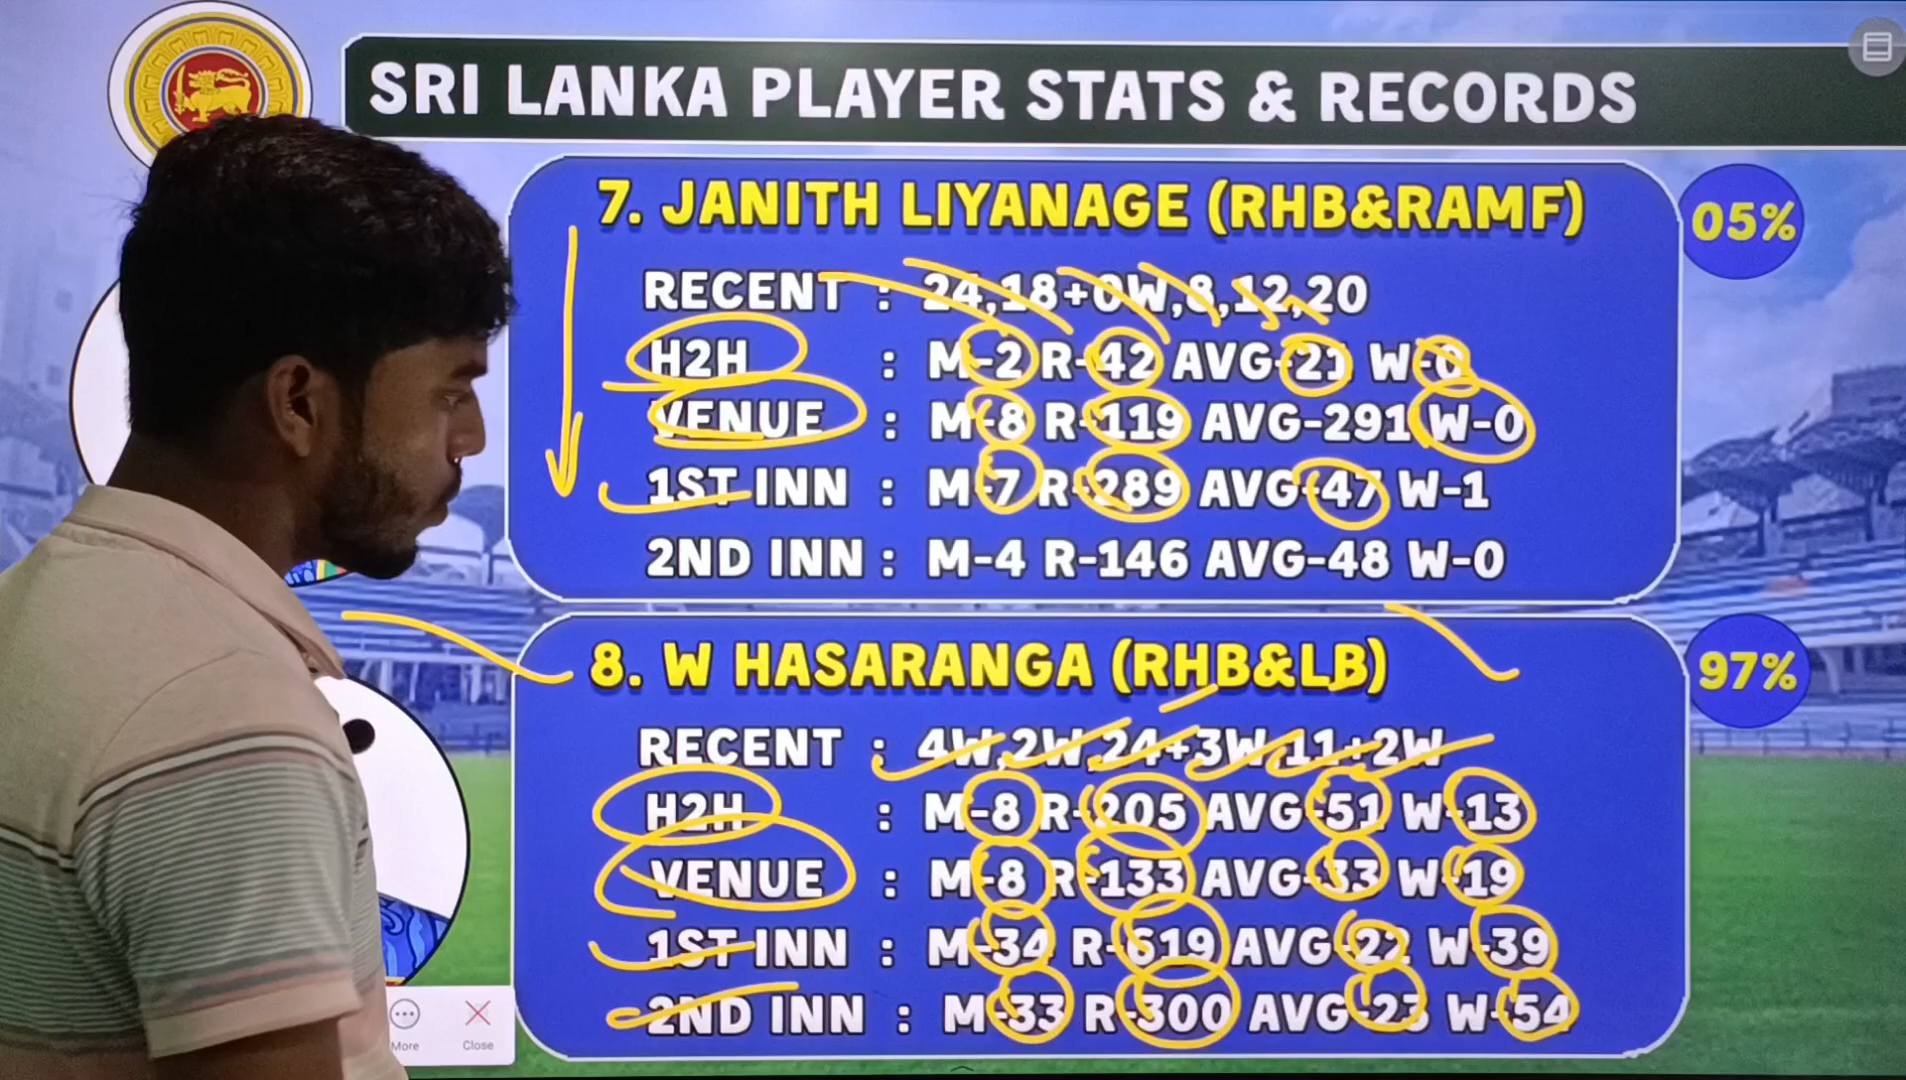 SRI LANKA PLAYER STATS & RECORDS
7. JANITH LIYANAGE (RHB&RAMF)
05%
RECENT : 24,18+0W,8,12,20
H2H : M-2 R-42 AVG-21 W-0
VENUE : M-8 R-119 AVG-291 W-0
1ST INN : M-7 R-289 AVG-47 W-1
2ND INN : M-4 R-146 AVG-48 W-0
8. W HASARANGA (RHB&LB)
97%
RECENT : 4W,2W,24+3W,11+2W
H2H : M-8 R-205 AVG-51 W-13
VENUE : M-8 R-133 AVG-33 W-19
1ST INN : M-34 R-619 AVG-22 W-39
2ND INN : M-33 R-300 AVG-23 W-54
More Close